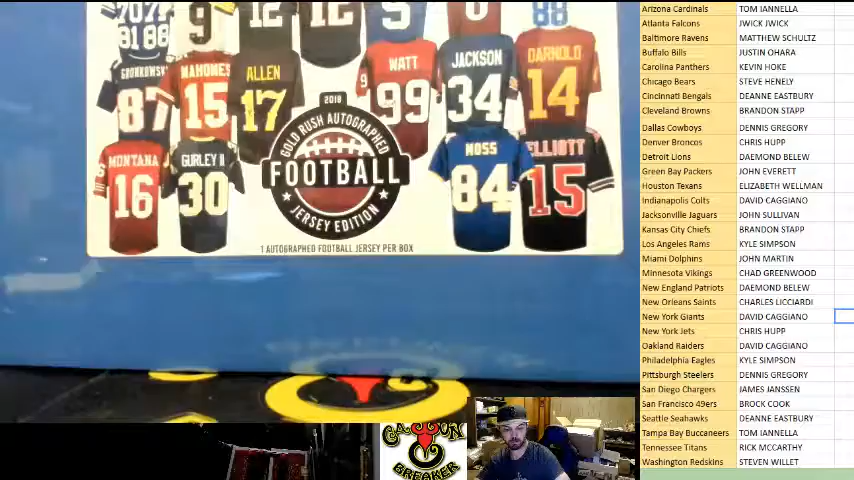 707
81 88
9
12
12
5
88
GRONKOWSKI
87
MAHOMES
15
ALLEN
17
WATT
99
JACKSON
34
DARNOLD
14
MONTANA
16
GURLEY II
30
2018
GOLD RUSH AUTOGRAPHED
FOOTBALL
JERSEY EDITION
MOSS
84
ELLIOTT
15
1 AUTOGRAPHED FOOTBALL JERSEY PER BOX
BREAKER
Arizona Cardinals TOM IANNELLA
Atlanta Falcons JWICK JWICK
Baltimore Ravens MATTHEW SCHULTZ
Buffalo Bills JUSTIN OHARA
Carolina Panthers KEVIN HOKE
Chicago Bears STEVE HENELY
Cincinnati Bengals DEANNE EASTBURY
Cleveland Browns BRANDON STAPP
Dallas Cowboys DENNIS GREGORY
Denver Broncos CHRIS HUPP
Detroit Lions DAEMOND BELEW
Green Bay Packers JOHN EVERETT
Houston Texans ELIZABETH WELLMAN
Indianapolis Colts DAVID CAGGIANO
Jacksonville Jaguars JOHN SULLIVAN
Kansas City Chiefs BRANDON STAPP
Los Angeles Rams KYLE SIMPSON
Miami Dolphins JOHN MARTIN
Minnesota Vikings CHAD GREENWOOD
New England Patriots DAEMOND BELEW
New Orleans Saints CHARLES LICCIARDI
New York Giants DAVID CAGGIANO
New York Jets CHRIS HUPP
Oakland Raiders DAVID CAGGIANO
Philadelphia Eagles KYLE SIMPSON
Pittsburgh Steelers DENNIS GREGORY
San Diego Chargers JAMES JANSSEN
San Francisco 49ers BROCK COOK
Seattle Seahawks DEANNE EASTBURY
Tampa Bay Buccaneers TOM IANNELLA
Tennessee Titans RICK MCCARTHY
Washington Redskins STEVEN WILLET